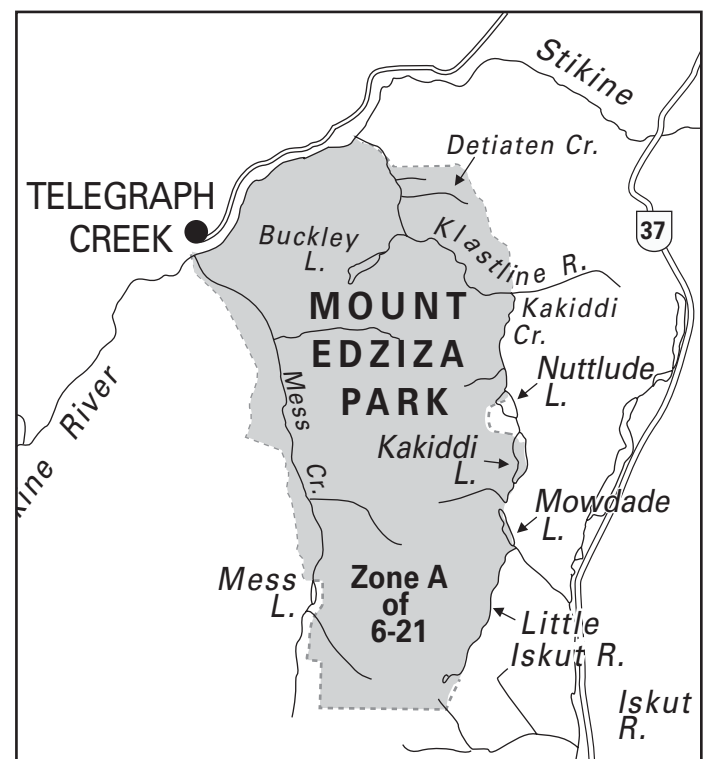 Stikine
Detiaten Cr.
TELEGRAPH
CREEK
37
Buckley
L.
Klastline R.
MOUNT
EDZIZA
PARK
Kakiddi
Cr.
Nuttlude
L.
Mess Cr.
kine River
Kakiddi
L.
Mowdade
L.
Mess
L.
Zone A
of
6-21
Little
Iskut R.
Iskut
R.